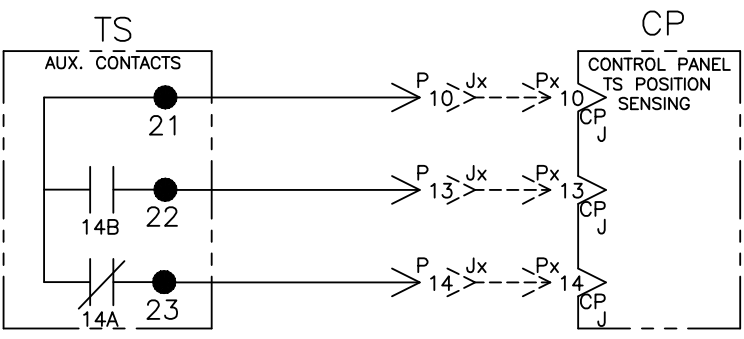 TS
CP
AUX. CONTACTS
CONTROL PANEL
TS POSITION
SENSING
21
P
10
Jx
Px
10
CP
J
14B
22
P
13
Jx
Px
13
CP
J
14A
23
P
14
Jx
Px
14
CP
J